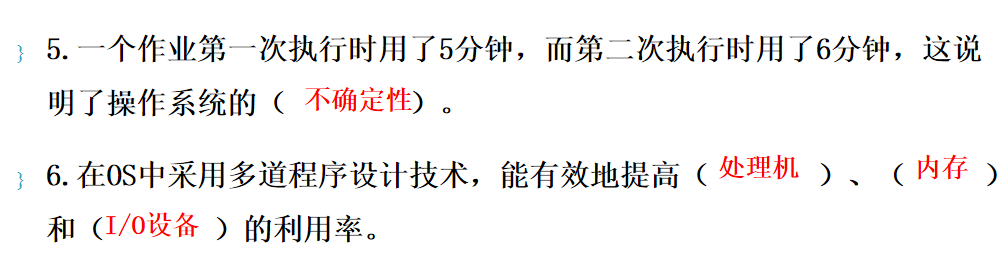 5.一个作业第一次执行时用了5分钟，而第二次执行时用了6分钟，这说
明了操作系统的（ 不确定性）。
6.在OS中采用多道程序设计技术，能有效地提高（ 处理机 ）、（ 内存 ）
和（I/O设备 ）的利用率。